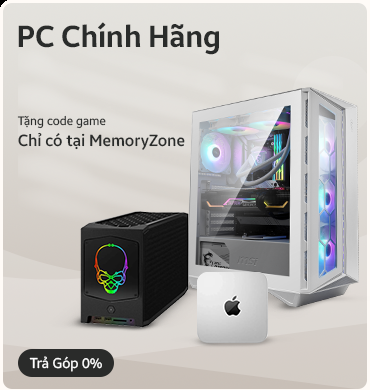 PC Chính Hãng
Tặng code game
Chỉ có tại MemoryZone
Trả Góp 0%